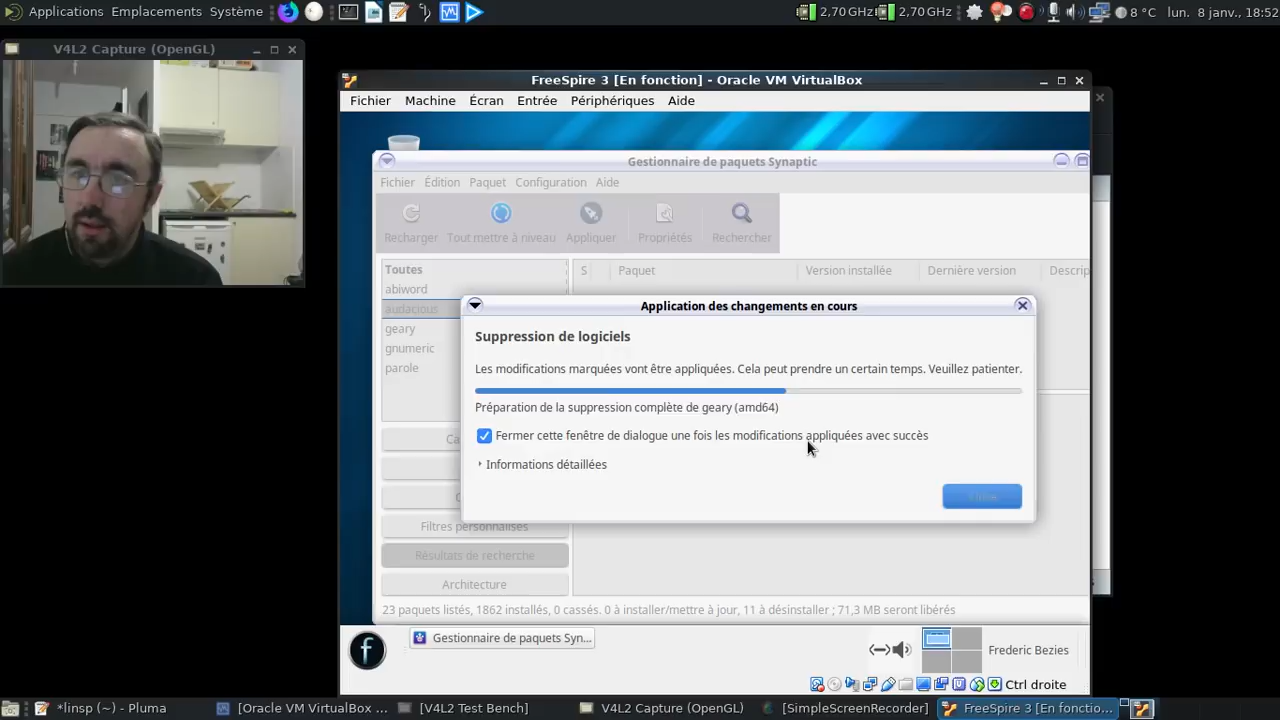 Applications Emplacements Système
2,70 GHz 2,70 GHz 8 °C lun. 8 janv., 18:52
V4L2 Capture (OpenGL)
FreeSpire 3 [En fonction] - Oracle VM VirtualBox
Fichier Machine Écran Entrée Périphériques Aide
Gestionnaire de paquets Synaptic
Fichier Édition Paquet Configuration Aide
Recharger Tout mettre à niveau Appliquer Propriétés Rechercher
Toutes
abiword
audacious
geary
gnumeric
parole
S Paquet Version installée Dernière version Descrip
Application des changements en cours
Suppression de logiciels
Les modifications marquées vont être appliquées. Cela peut prendre un certain temps. Veuillez patienter.
Préparation de la suppression complète de geary (amd64)
Fermer cette fenêtre de dialogue une fois les modifications appliquées avec succès
Informations détaillées
Filtres personnalisés
Résultats de recherche
Architecture
23 paquets listés, 1862 installés, 0 cassés. 0 à installer/mettre à jour, 11 à désinstaller ; 71,3 MB seront libérés
Gestionnaire de paquets Syn...
Frederic Bezies
Ctrl droite
*linsp (~) - Pluma
[Oracle VM VirtualBox ...
[V4L2 Test Bench]
V4L2 Capture (OpenGL)
[SimpleScreenRecorder]
FreeSpire 3 [En fonctio...